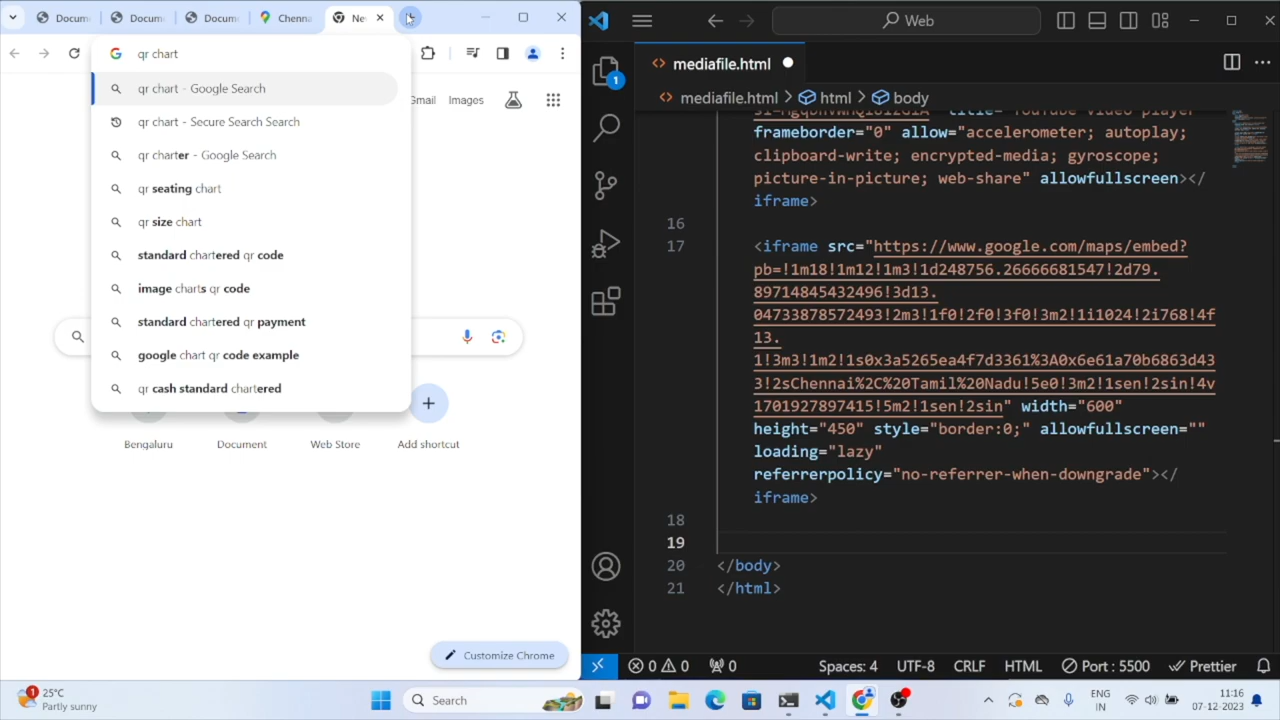 Docum
Docum
Docum
Chenna
Ne
qr chart
qr chart - Google Search
qr chart - Secure Search Search
qr charter - Google Search
qr seating chart
qr size chart
standard chartered qr code
image charts qr code
standard chartered qr payment
google chart qr code example
qr cash standard chartered
Gmail
Images
Bengaluru
Document
Web Store
Add shortcut
Customize Chrome
Web
mediafile.html
mediafile.html > html > body
frameborder="0" allow="accelerometer; autoplay;
clipboard-write; encrypted-media; gyroscope;
picture-in-picture; web-share" allowfullscreen></
iframe>
16
17 <iframe src="https://www.google.com/maps/embed?
pb=!1m18!1m12!1m3!1d248756.26666681547!2d79.
89714845432496!3d13.
04733878572493!2m3!1f0!2f0!3f0!3m2!1i1024!2i768!4f
13.
1!3m3!1m2!1s0x3a5265ea4f7d3361%3A0x6e61a70b6863d43
3!2sChennai%2C%20Tamil%20Nadu!5e0!3m2!1sen!2sin!4v
1701927897415!5m2!1sen!2sin" width="600"
height="450" style="border:0;" allowfullscreen=""
loading="lazy"
referrerpolicy="no-referrer-when-downgrade"></
iframe>
18
19
20 </body>
21 </html>
1
0 0 0 Spaces: 4 UTF-8 CRLF HTML Port : 5500 Prettier
1
25°C
Partly sunny
Search
ENG
IN
11:16
07-12-2023